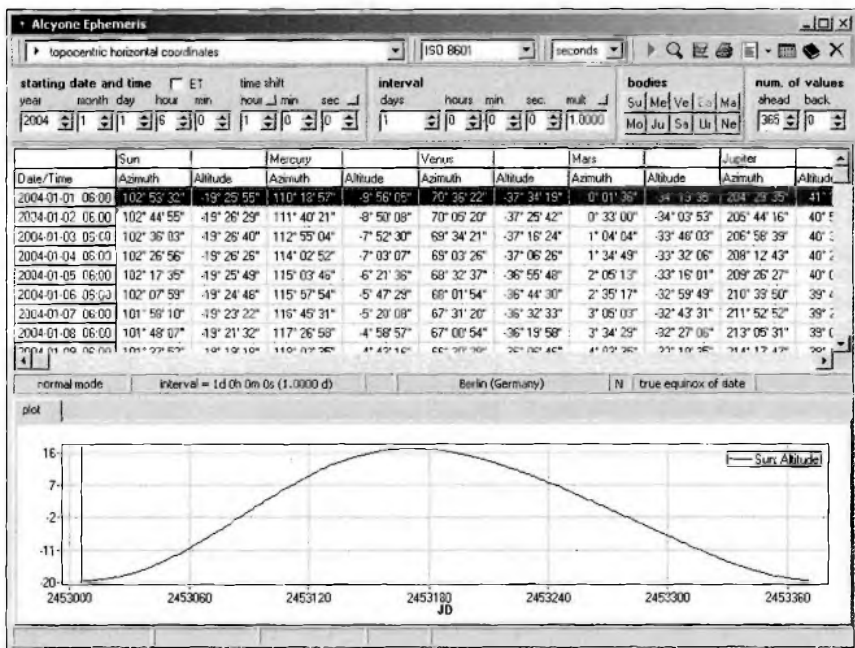 Alcyone Ephemeris
topocentric horizontal coordinates ISO 8601 seconds
starting date and time ET time shift interval bodies num. of values
year month day hour min hour min sec days hours min sec. mult Su Me Ve Ma ahead back
2004 1 1 6 0 1 0 0 1 0 0 0 1.0000 Mo Ju Sa Ur Ne 365 0
Sun Mercury Venus Mars Jupiter
Date/Time Azimuth Altitude Azimuth Altitude Azimuth Altitude Azimuth Altitude Azimuth Altitude
2004-01-01 06:00 102° 53' 32" -19° 25' 55" 110° 18' 57" -9° 56' 05" 70° 36' 22" -37° 34' 19" 0° 01' 36" 41°
2004-01-02 06:00 102° 44' 55" -19° 26' 29" 111° 40' 21" -8° 50' 08" 70° 05' 20" -37° 25' 42" 0° 33' 00" -34° 03' 53" 205° 44' 16" 40°
2004-01-03 06:00 102° 36' 03" -19° 26' 40" 112° 55' 04" -7° 52' 30" 69° 34' 21" -37° 16' 24" 1° 04' 04" -33° 48' 03" 206° 58' 39" 40°
2004-01-04 06:00 102° 26' 56" -19° 26' 26" 114° 02' 52" -7° 03' 07" 69° 03' 26" -37° 06' 26" 1° 34' 49" -33° 32' 06" 208° 12' 43" 40°
2004-01-05 06:00 102° 17' 35" -19° 25' 49" 115° 03' 46" -6° 21' 36" 68° 32' 37" -36° 55' 48" 2° 05' 13" -33° 16' 01" 209° 26' 27" 40°
2004-01-06 06:00 102° 07' 59" -19° 24' 48" 115° 57' 54" -5° 47' 29" 68° 01' 54" -36° 44' 30" 2° 35' 17" -32° 59' 49" 210° 39' 50" 39°
2004-01-07 06:00 101° 58' 10" -19° 23' 22" 116° 45' 31" -5° 20' 08" 67° 31' 20" -36° 32' 33" 3° 05' 03" -32° 43' 31" 211° 52' 52" 39°
2004-01-08 06:00 101° 48' 07" -19° 21' 32" 117° 26' 58" -4° 58' 57" 67° 00' 54" -36° 19' 58" 3° 34' 29" -32° 27' 06" 213° 05' 31" 39°
normal mode interval = 1d 0h 0m 0s (1.0000 d) Berlin (Germany) N true equinox of date
plot
Sun: Altitude
16
7
-2
-11
-20
2453000 2453060 2453120 2453180 2453240 2453300 2453360
JD